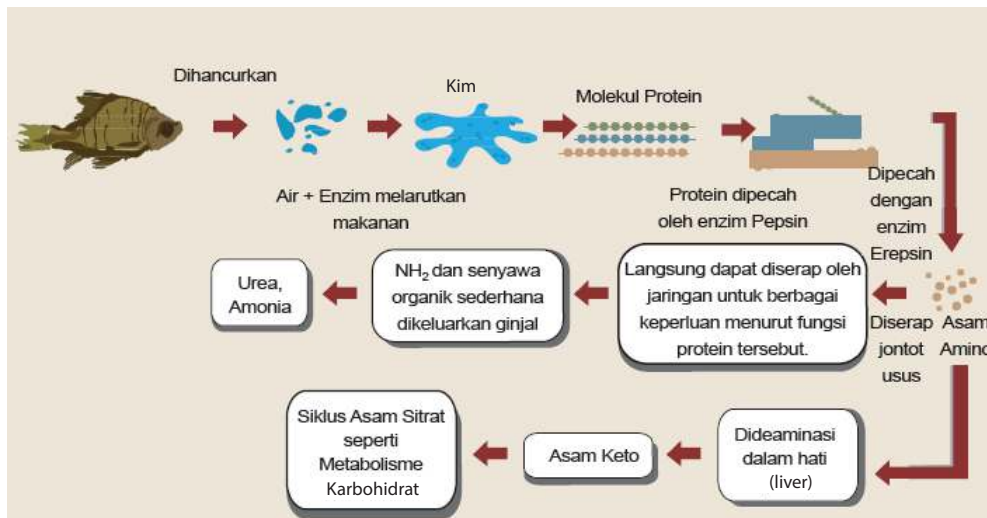 Dihancurkan
Kim
Molekul Protein
Air + Enzim melarutkan
makanan
Protein dipecah
oleh enzim Pepsin
Dipecah
dengan
enzim
Erepsin
Asam
Amino
Diserap
jontot
usus
Langsung dapat diserap oleh
jaringan untuk berbagai
keperluan menurut fungsi
protein tersebut.
NH₂ dan senyawa
organik sederhana
dikeluarkan ginjal
Urea,
Amonia
Dideaminasi
dalam hati
(liver)
Asam Keto
Siklus Asam Sitrat
seperti
Metabolisme
Karbohidrat